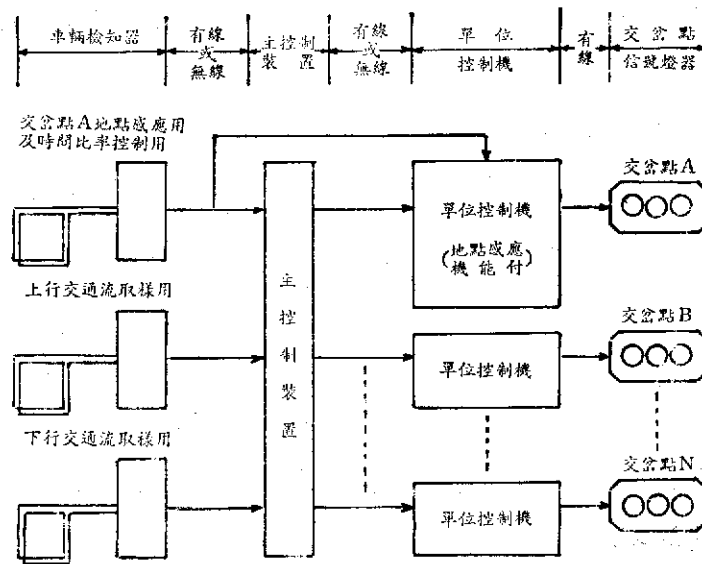 車輛檢知器
有線或無線
主控制裝置
有線或無線
單位控制機
有線
交岔點信號燈器
交岔點A地點感應用
及時間比率控制用
交岔點A
單位控制機
(地點感應機能付)
上行交通流取樣用
主控制裝置
交岔點B
單位控制機
下行交通流取樣用
交岔點N
單位控制機